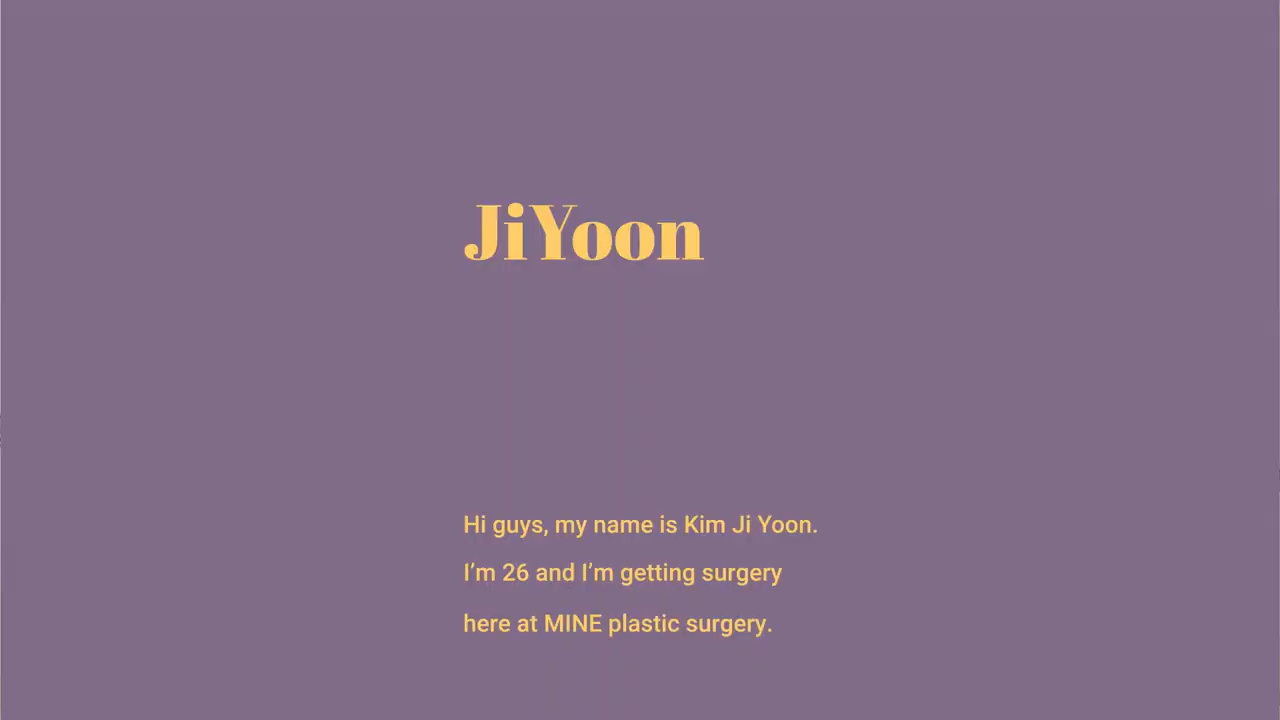 JiYoon
Hi guys, my name is Kim Ji Yoon.
I’m 26 and I’m getting surgery
here at MINE plastic surgery.